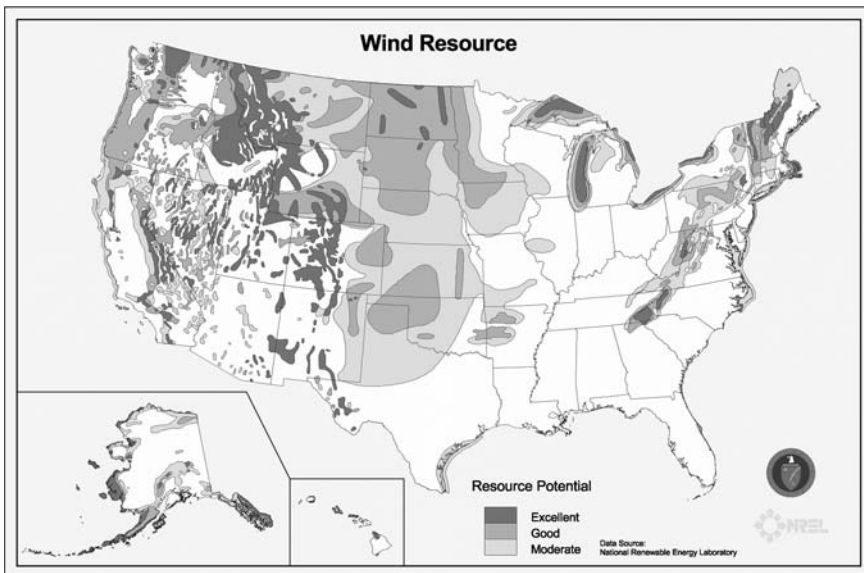 Wind Resource
Resource Potential
Excellent
Good
Moderate
Data Source:
National Renewable Energy Laboratory
NREL